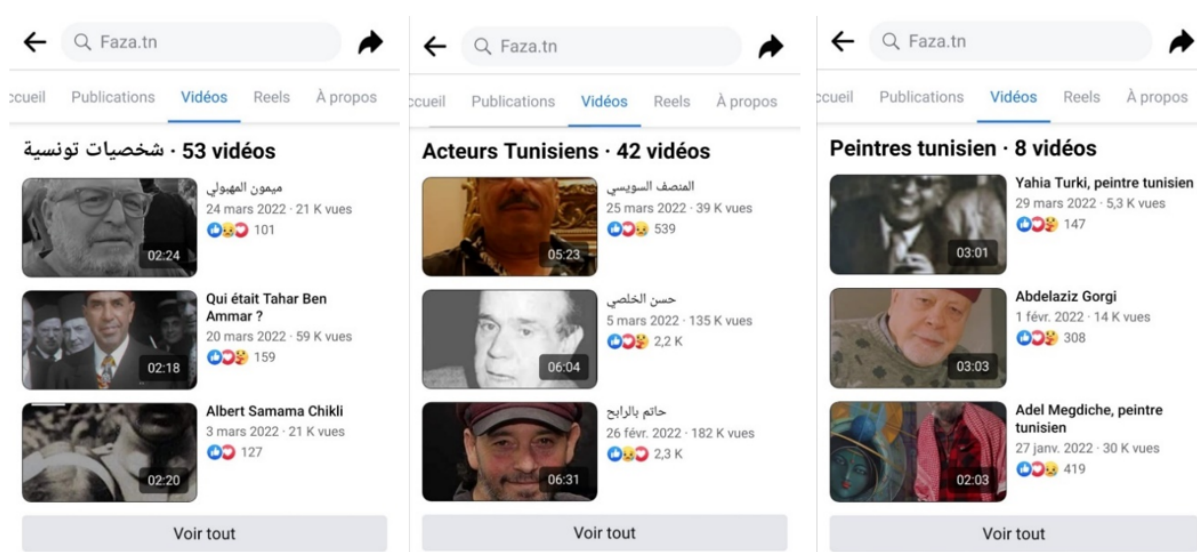 Faza.tn
ccueil Publications Vidéos Reels À propos
شخصيات تونسية · 53 vidéos
ميمون المهبولي
24 mars 2022 · 21 K vues
101
02:24
Qui était Tahar Ben
Ammar ?
20 mars 2022 · 59 K vues
159
02:18
Albert Samama Chikli
3 mars 2022 · 21 K vues
127
02:20
Voir tout
Faza.tn
ccueil Publications Vidéos Reels À propos
Acteurs Tunisiens · 42 vidéos
المنصف السويسي
25 mars 2022 · 39 K vues
539
05:23
حسن الخلصي
5 mars 2022 · 135 K vues
2,2 K
06:04
حاتم بالرابح
26 févr. 2022 · 182 K vues
2,3 K
06:31
Voir tout
Faza.tn
ccueil Publications Vidéos Reels À propos
Peintres tunisien · 8 vidéos
Yahia Turki, peintre tunisien
29 mars 2022 · 5,3 K vues
147
03:01
Abdelaziz Gorgi
1 févr. 2022 · 14 K vues
308
03:03
Adel Megdiche, peintre
tunisien
27 janv. 2022 · 30 K vues
419
02:03
Voir tout